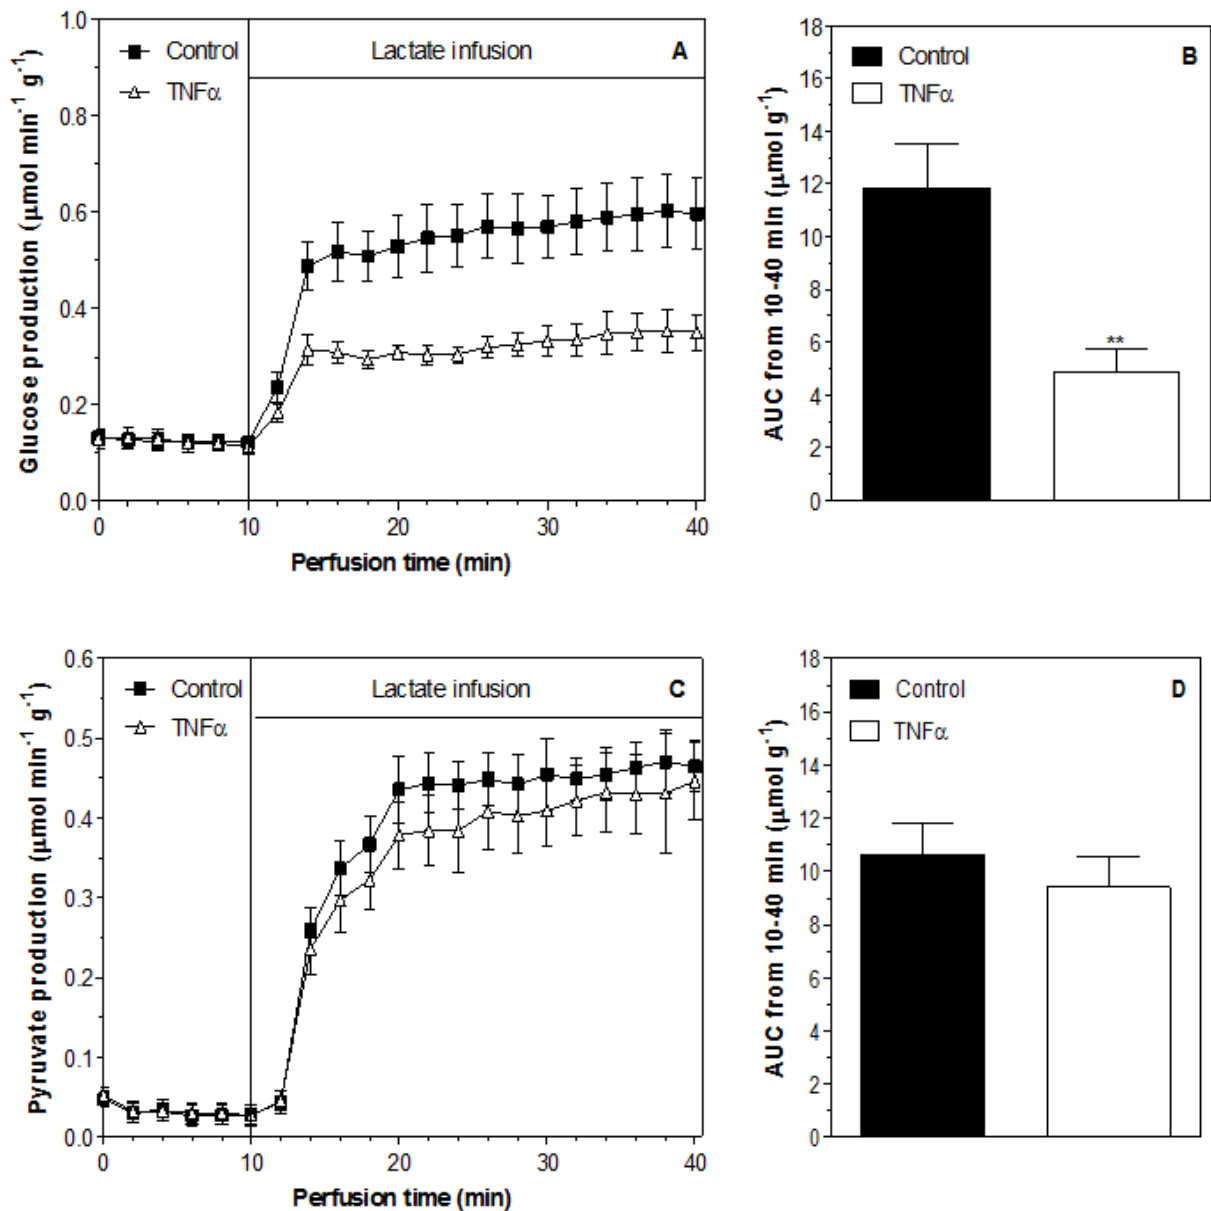 Control
TNFα
Lactate infusion
A
Glucose production (μmol min⁻¹ g⁻¹)
1.0
0.8
0.6
0.4
0.2
0.0
0 10 20 30 40
Perfusion time (min)
Control
TNFα
B
AUC from 10-40 min (μmol g⁻¹)
18
16
14
12
10
8
6
4
2
0
**
Control
TNFα
Lactate infusion
C
Pyruvate production (μmol min⁻¹ g⁻¹)
0.6
0.5
0.4
0.3
0.2
0.1
0.0
0 10 20 30 40
Perfusion time (min)
Control
TNFα
D
AUC from 10-40 min (μmol g⁻¹)
18
16
14
12
10
8
6
4
2
0